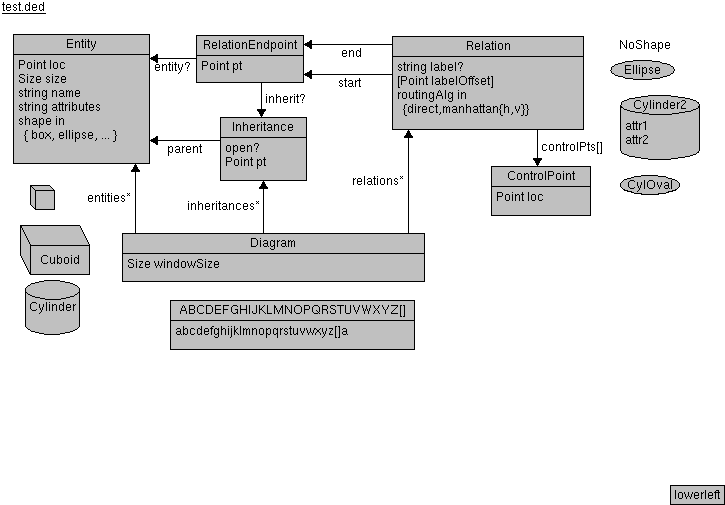 test.ded
Entity
Point loc
Size size
string name
string attributes
shape in
{ box, ellipse, ... }
entity?
RelationEndpoint
Point pt
end
start
Relation
string label?
[Point labelOffset]
routingAlg in
{direct,manhattan{h,v}}
NoShape
Ellipse
Cylinder2
attr1
attr2
CylOval
inherit?
Inheritance
open?
Point pt
parent
controlPts[]
ControlPoint
Point loc
entities*
inheritances*
relations*
Diagram
Size windowSize
Cuboid
Cylinder
ABCDEFGHIJKLMNOPQRSTUVWXYZ[]
abcdefghijklmnopqrstuvwxyz[]a
lowerleft